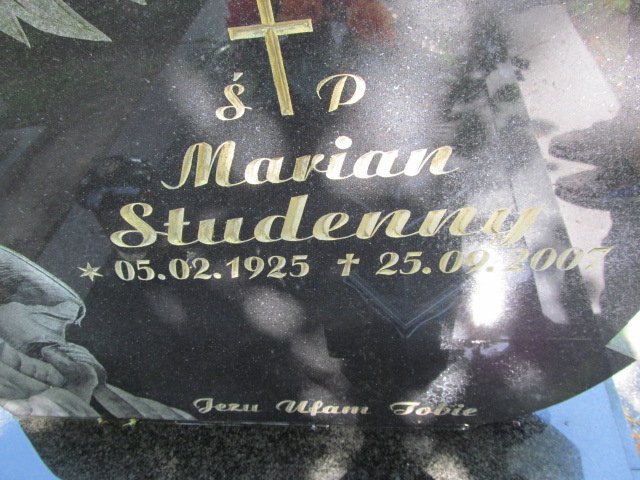 Ś P
Marian
Studenny
* 05.02.1925 † 25.09.2007
Jezu Ufam Tobie